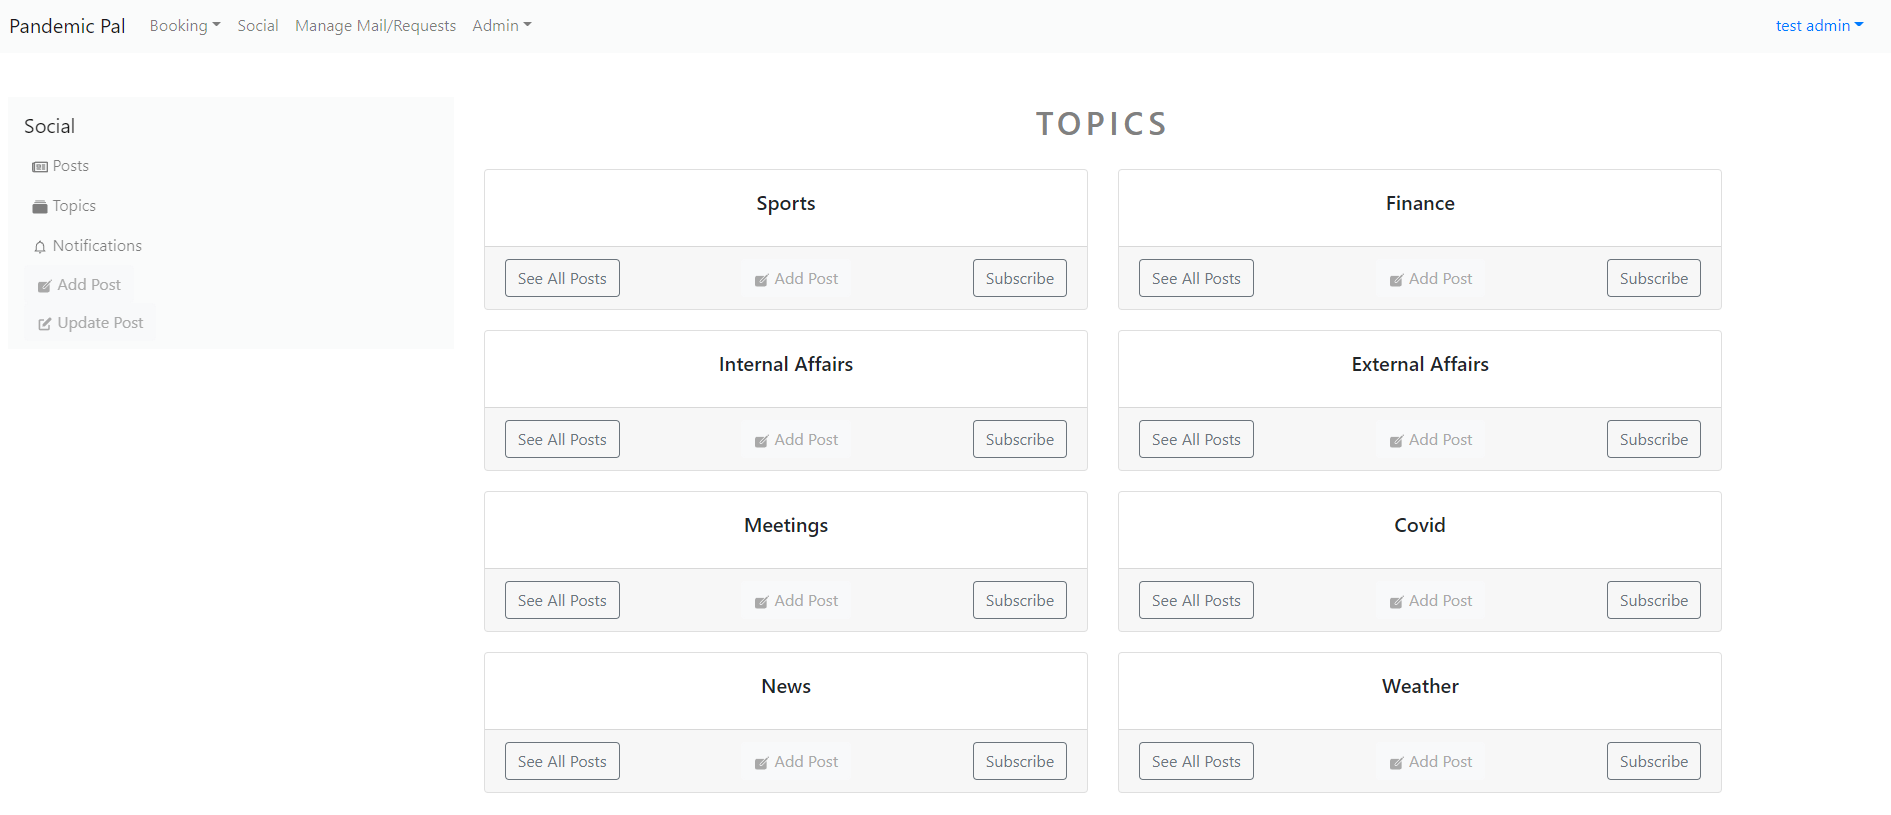 Pandemic Pal Booking Social Manage Mail/Requests Admin test admin
Social
Posts
Topics
Notifications
Add Post
Update Post
TOPICS
Sports
See All Posts Add Post Subscribe
Finance
See All Posts Add Post Subscribe
Internal Affairs
See All Posts Add Post Subscribe
External Affairs
See All Posts Add Post Subscribe
Meetings
See All Posts Add Post Subscribe
Covid
See All Posts Add Post Subscribe
News
See All Posts Add Post Subscribe
Weather
See All Posts Add Post Subscribe